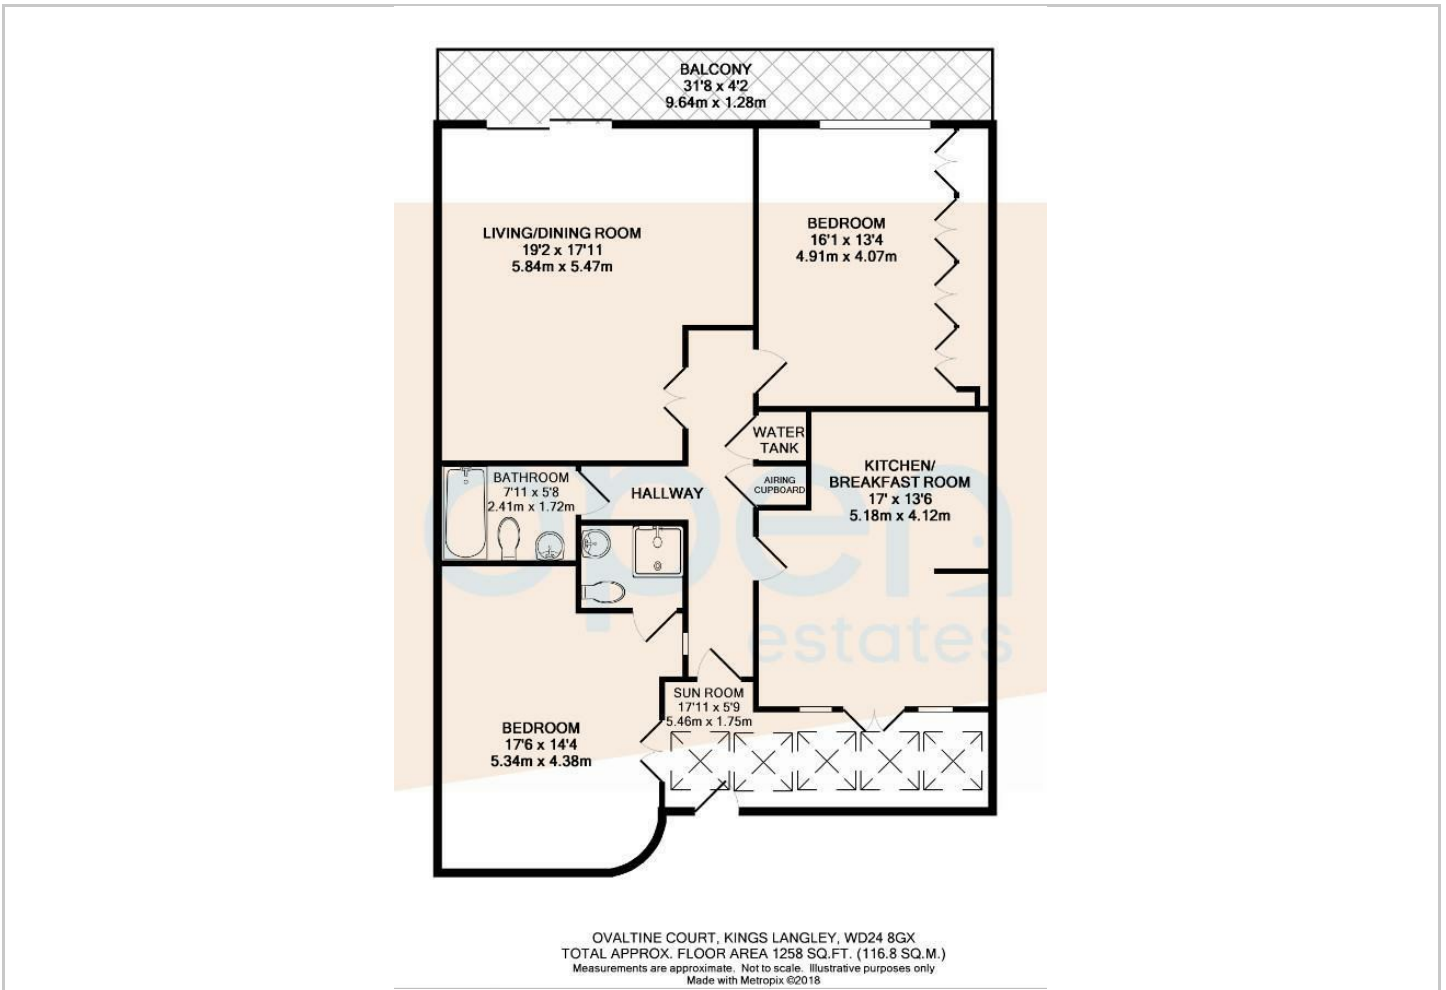 BALCONY
31'8 x 4'2
9.64m x 1.28m
LIVING/DINING ROOM
19'2 x 17'11
5.84m x 5.47m
BEDROOM
16'1 x 13'4
4.91m x 4.07m
WATER
TANK
AIRING
CUPBOARD
KITCHEN/
BREAKFAST ROOM
17' x 13'6
5.18m x 4.12m
BATHROOM
7'11 x 5'8
2.41m x 1.72m
HALLWAY
open
estates
SUN ROOM
17'11 x 5'9
5.46m x 1.75m
BEDROOM
17'6 x 14'4
5.34m x 4.38m
OVALTINE COURT, KINGS LANGLEY, WD24 8GX
TOTAL APPROX. FLOOR AREA 1258 SQ.FT. (116.8 SQ.M.)
Measurements are approximate. Not to scale. Illustrative purposes only
Made with Metropix ©2018